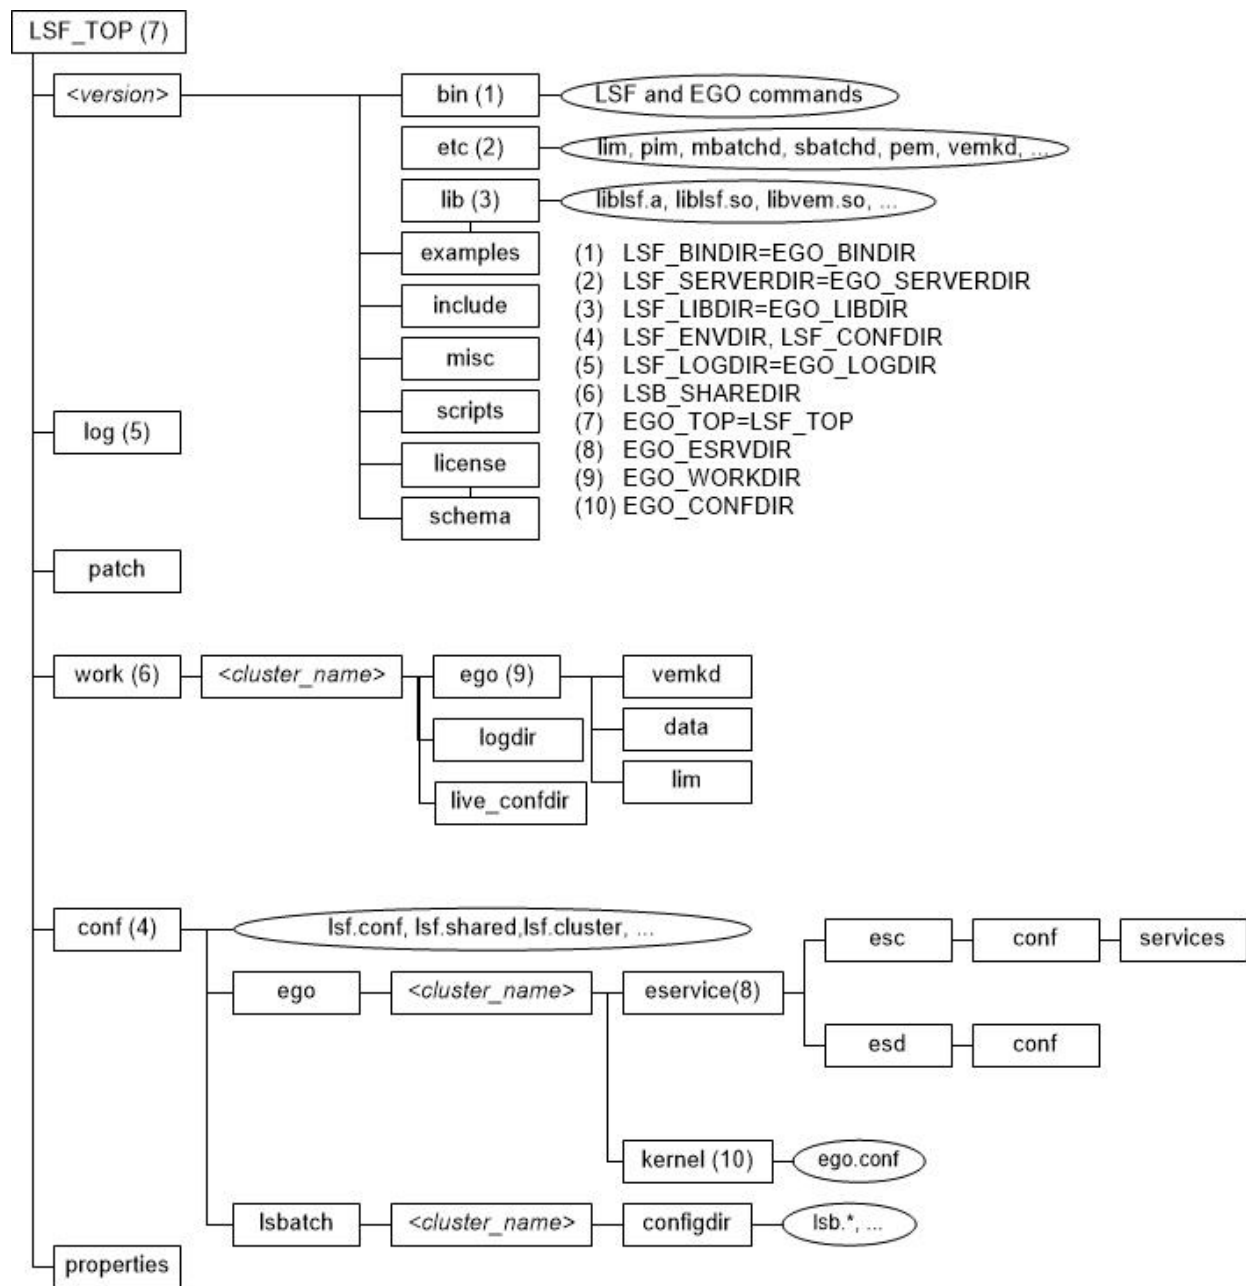 LSF_TOP (7)
<version>
bin (1)
LSF and EGO commands
etc (2)
lim, pim, mbatchd, sbatchd, pem, vemkd, ...
lib (3)
liblsf.a, liblsf.so, libvem.so, ...
examples
include
misc
scripts
license
schema
(1) LSF_BINDIR=EGO_BINDIR
(2) LSF_SERVERDIR=EGO_SERVERDIR
(3) LSF_LIBDIR=EGO_LIBDIR
(4) LSF_ENVDIR, LSF_CONFDIR
(5) LSF_LOGDIR=EGO_LOGDIR
(6) LSB_SHAREDIR
(7) EGO_TOP=LSF_TOP
(8) EGO_ESRVDIR
(9) EGO_WORKDIR
(10) EGO_CONFDIR
log (5)
patch
work (6)
<cluster_name>
ego (9)
vemkd
logdir
data
live_confdir
lim
conf (4)
lsf.conf, lsf.shared,lsf.cluster, ...
ego
<cluster_name>
eservice(8)
esc
conf
services
esd
conf
kernel (10)
ego.conf
lsbatch
<cluster_name>
configdir
lsb.*, ...
properties